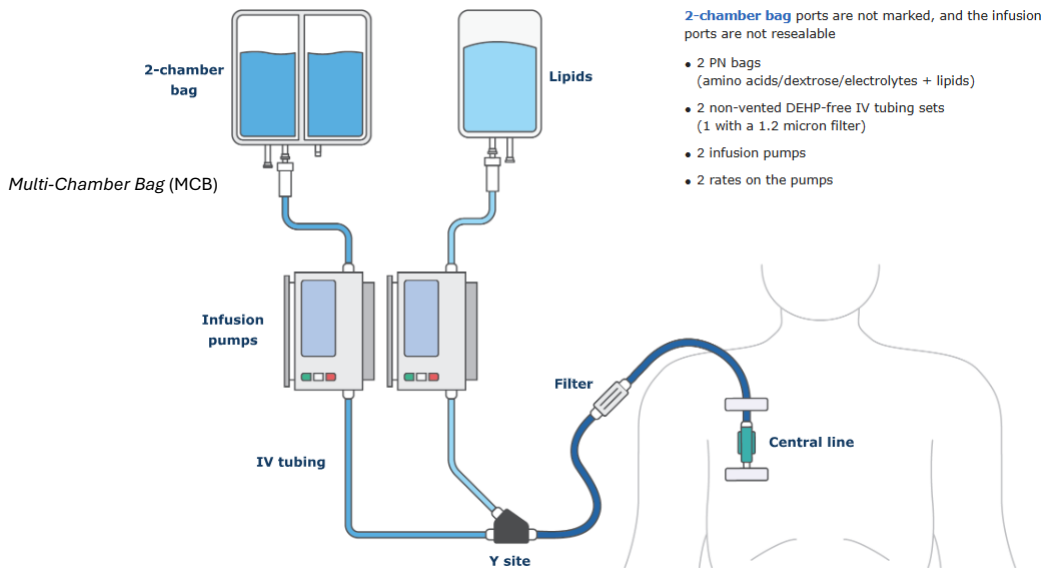 2-chamber
bag
Lipids
2-chamber bag ports are not marked, and the infusion
ports are not resealable
• 2 PN bags
(amino acids/dextrose/electrolytes + lipids)
• 2 non-vented DEHP-free IV tubing sets
(1 with a 1.2 micron filter)
• 2 infusion pumps
• 2 rates on the pumps
Multi-Chamber Bag (MCB)
Infusion
pumps
Filter
Central line
IV tubing
Y site